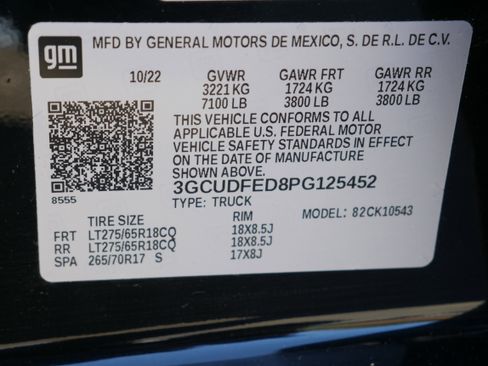 gm
MFD BY GENERAL MOTORS DE MEXICO, S. DE R.L. DE C.V.
10/22 GVWR GAWR FRT GAWR RR
3221 KG 1724 KG 1724 KG
7100 LB 3800 LB 3800 LB
THIS VEHICLE CONFORMS TO ALL
APPLICABLE U.S. FEDERAL MOTOR
VEHICLE SAFETY STANDARDS IN EFFECT
ON THE DATE OF MANUFACTURE
SHOWN ABOVE.
8555 3GCUDFED8PG125452
TYPE: TRUCK
TIRE SIZE RIM MODEL: 82CK10543
FRT LT275/65R18CQ 18X8.5J
RR LT275/65R18CQ 18X8.5J
SPA 265/70R17 S 17X8J